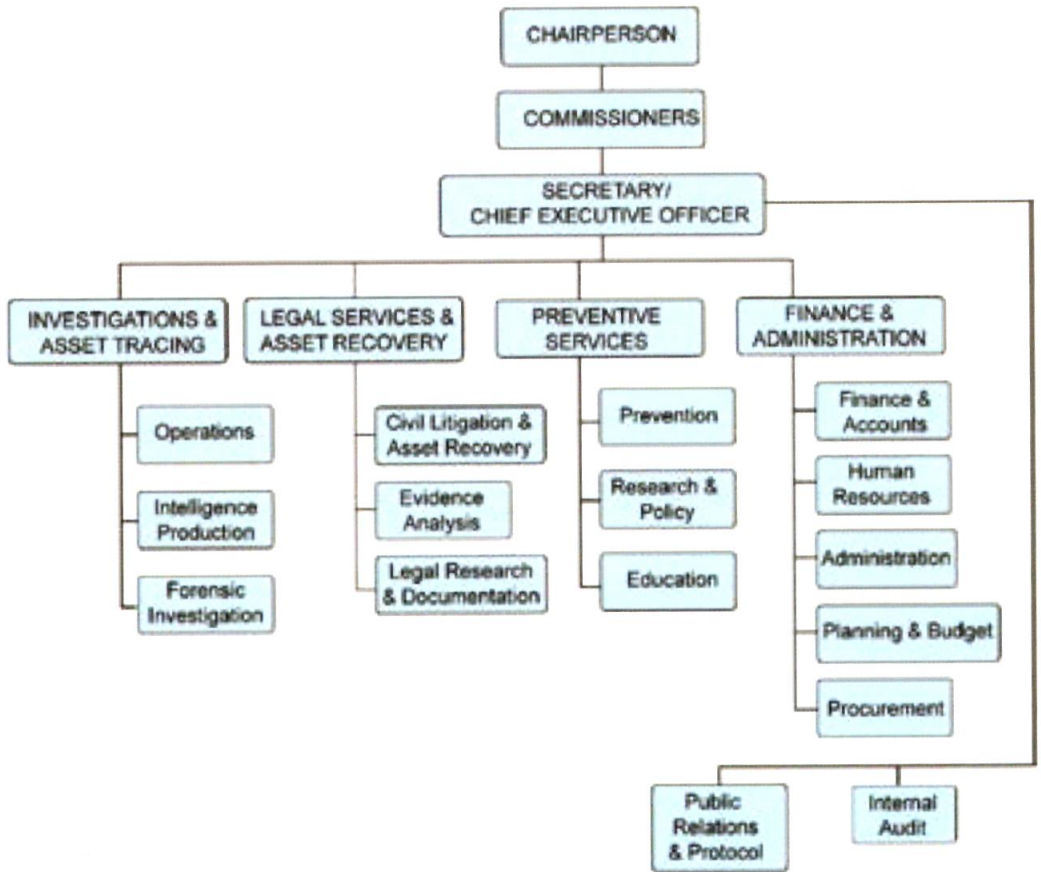 CHAIRPERSON
COMMISSIONERS
SECRETARY/
CHIEF EXECUTIVE OFFICER
INVESTIGATIONS &
ASSET TRACING
LEGAL SERVICES &
ASSET RECOVERY
PREVENTIVE
SERVICES
FINANCE &
ADMINISTRATION
Operations
Intelligence
Production
Forensic
Investigation
Civil Litigation &
Asset Recovery
Evidence
Analysis
Legal Research
& Documentation
Prevention
Research &
Policy
Education
Finance &
Accounts
Human
Resources
Administration
Planning & Budget
Procurement
Public
Relations
& Protocol
Internal
Audit